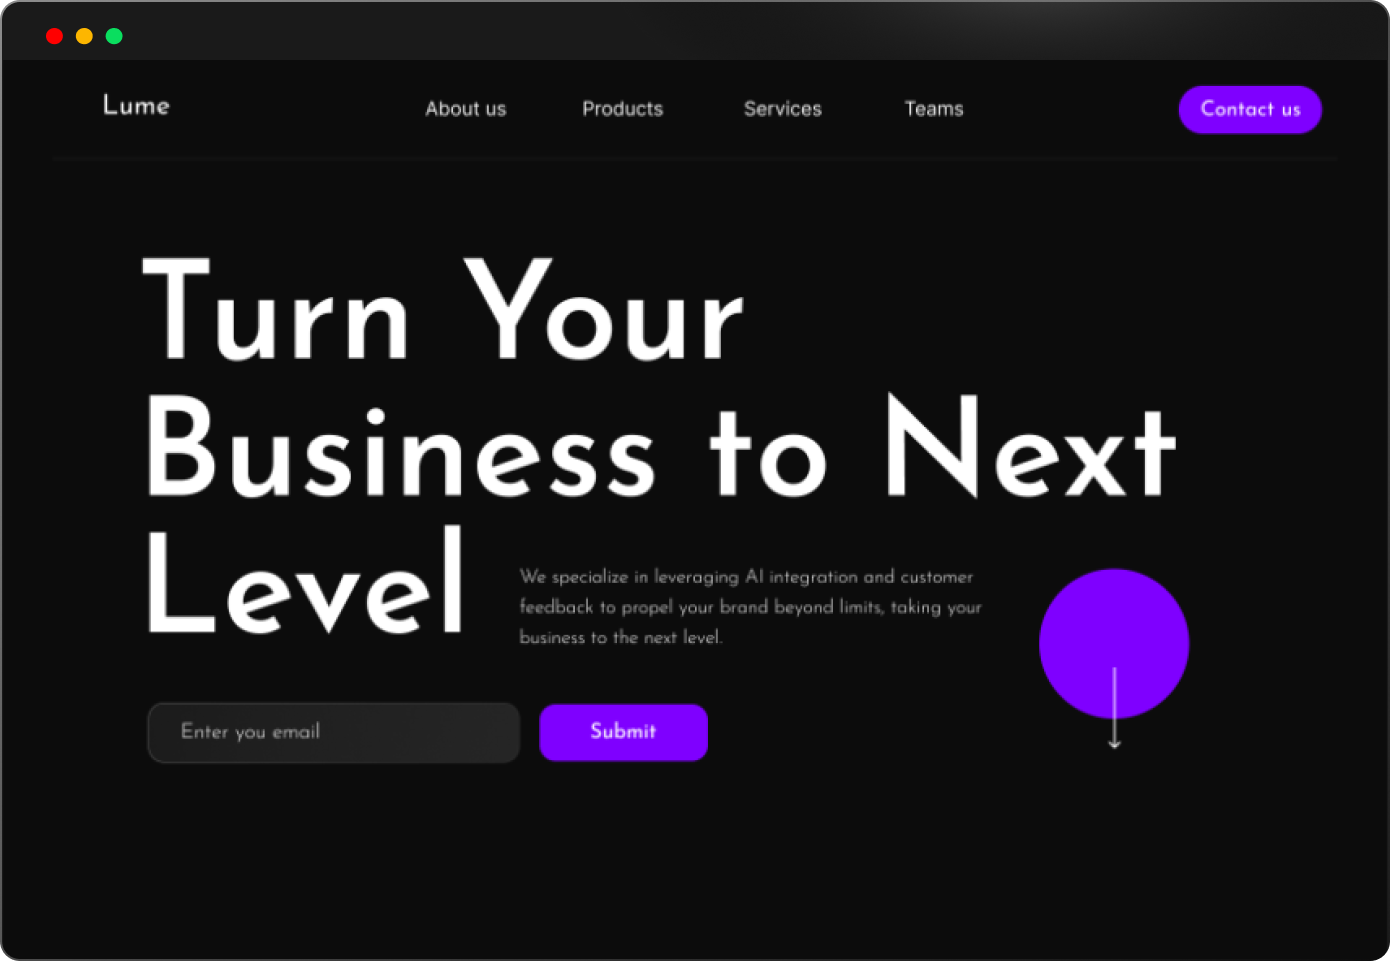 Lume
About us
Products
Services
Teams
Contact us
Turn Your
Business to Next
Level
We specialize in leveraging AI integration and customer
feedback to propel your brand beyond limits, taking your
business to the next level.
Enter you email
Submit